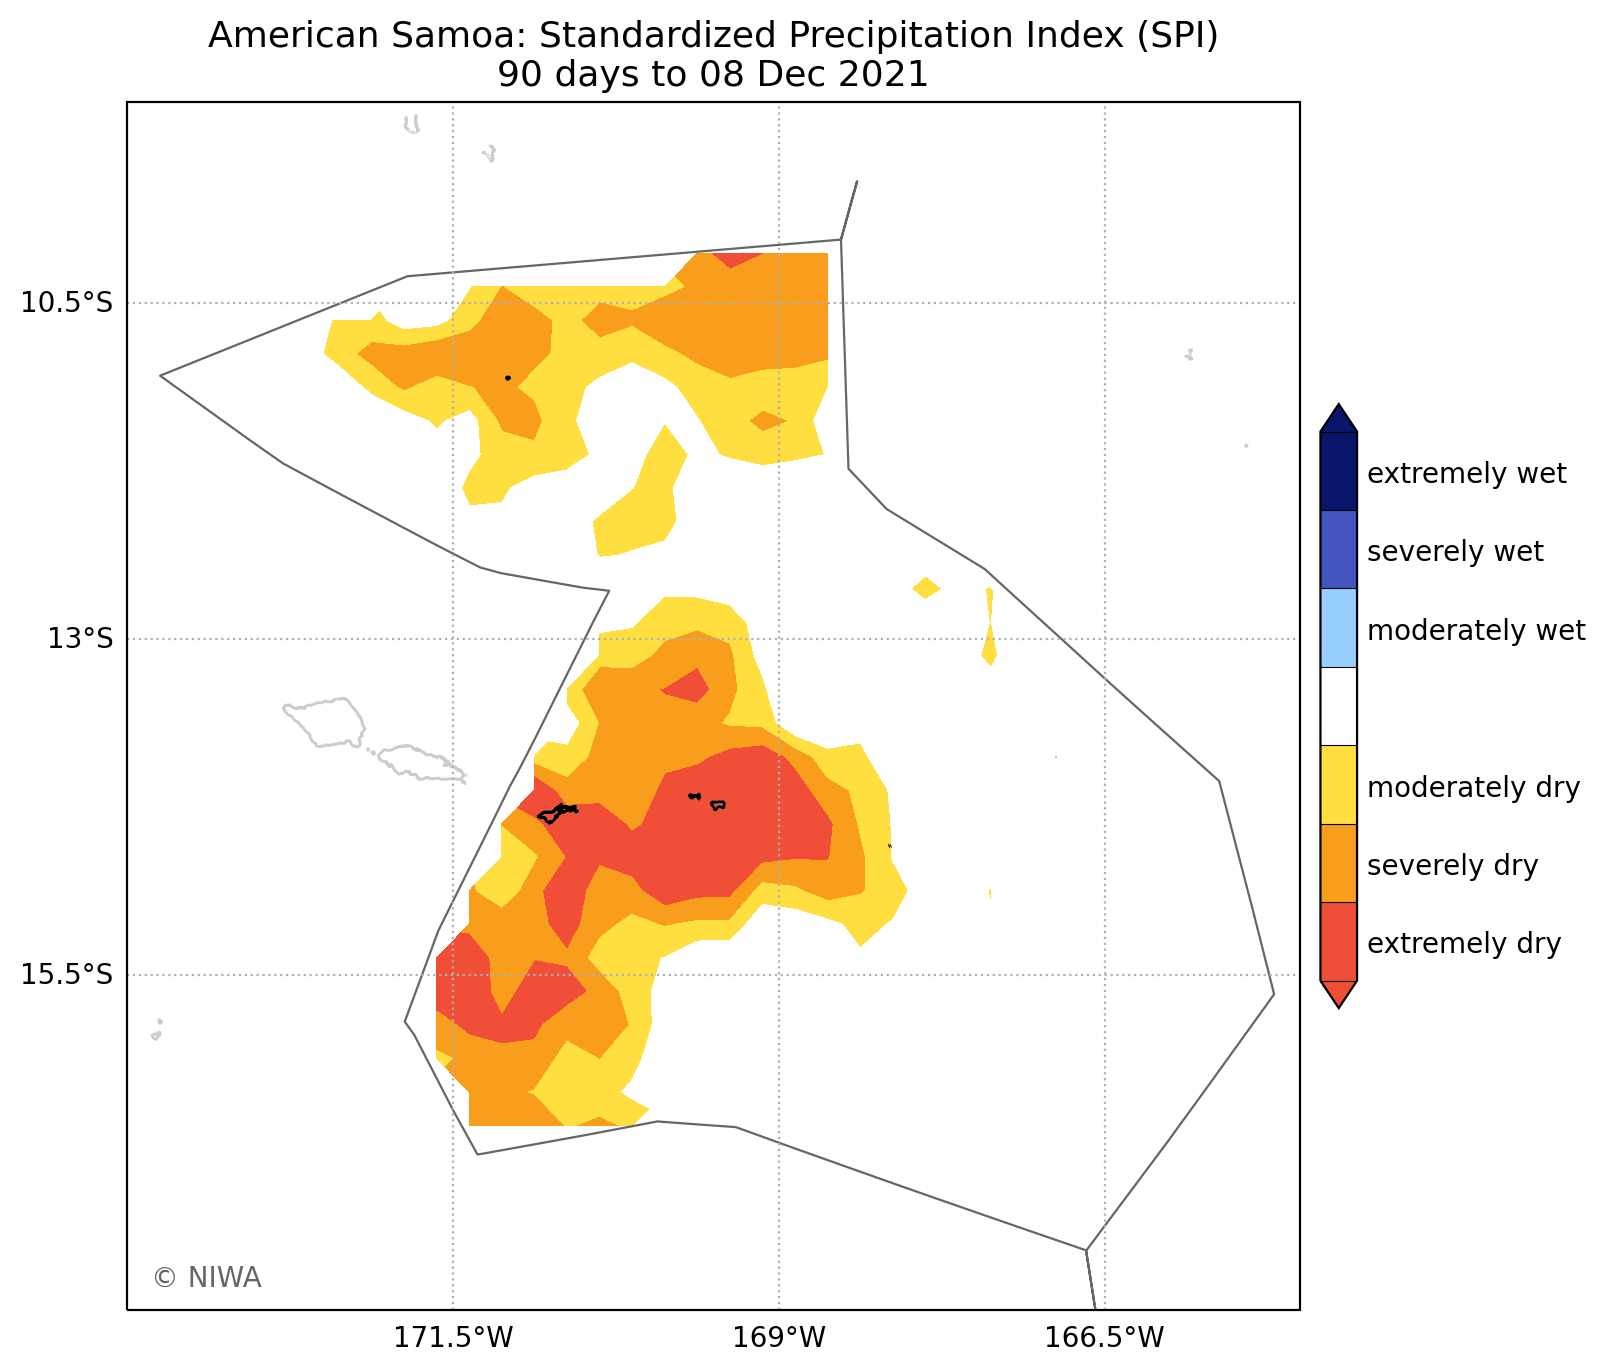 American Samoa: Standardized Precipitation Index (SPI)
90 days to 08 Dec 2021
10.5°S
13°S
15.5°S
171.5°W
169°W
166.5°W
extremely wet
severely wet
moderately wet
moderately dry
severely dry
extremely dry
© NIWA